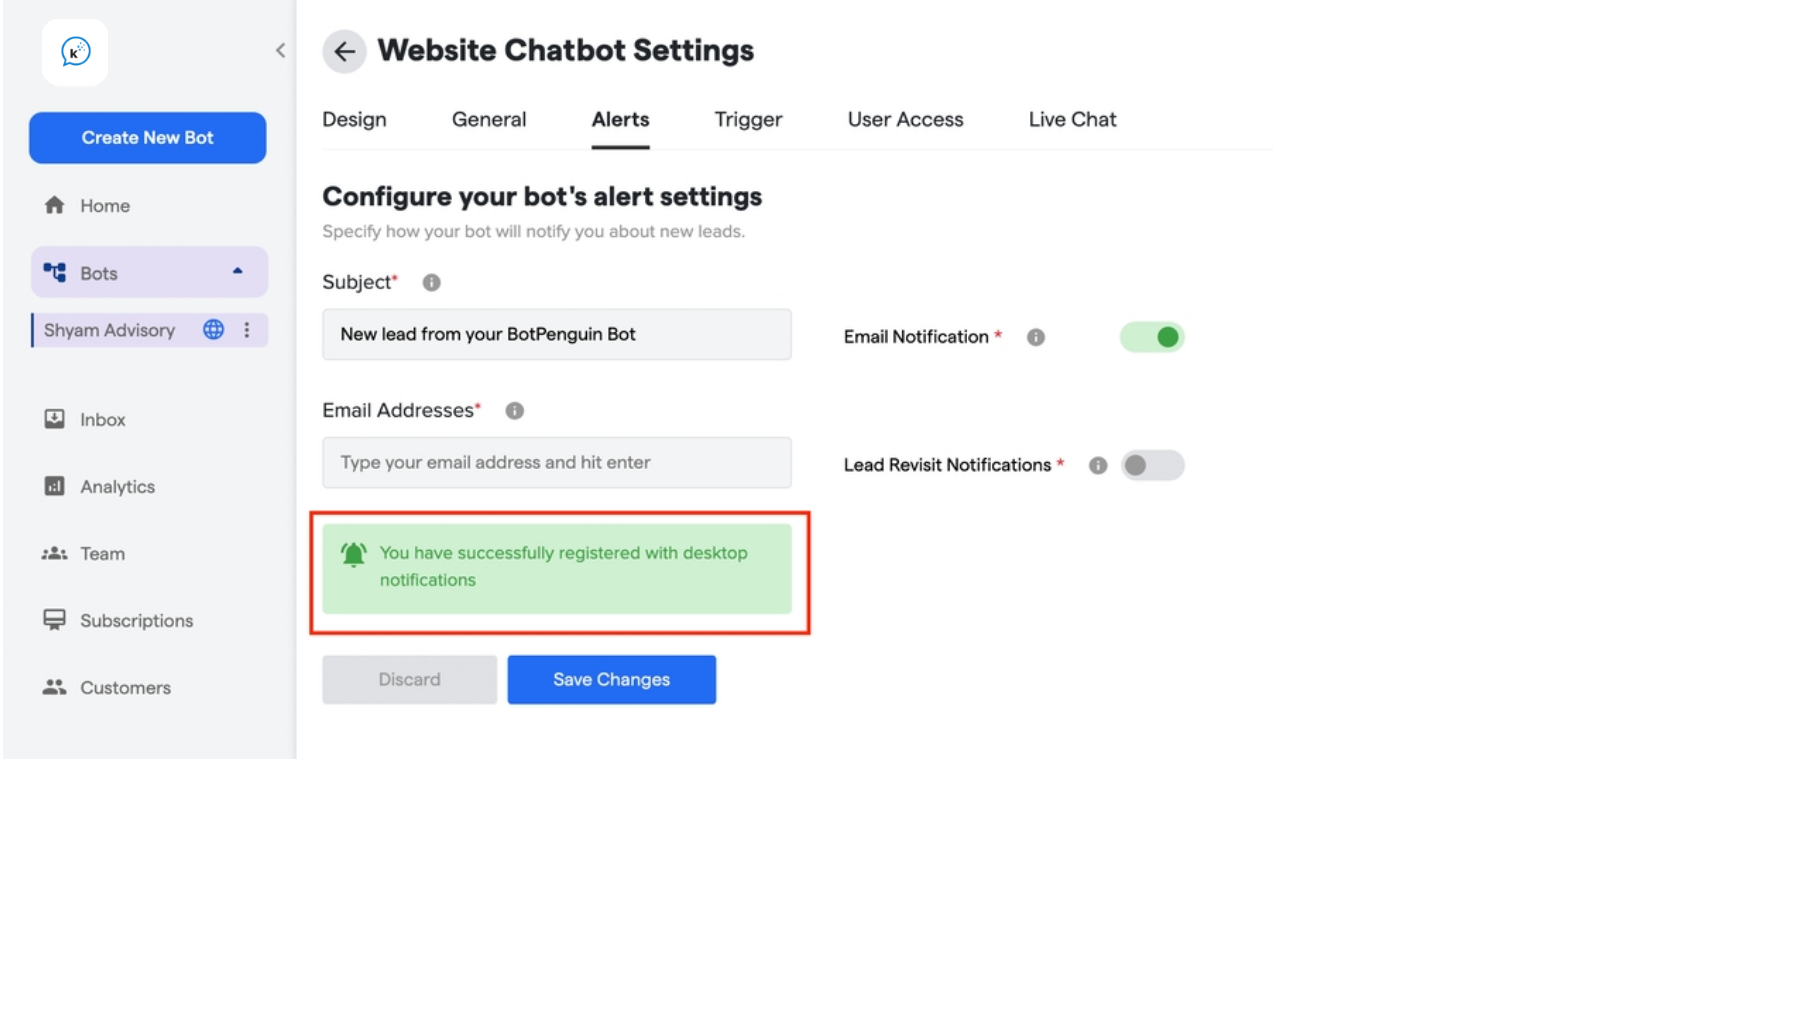 K
Website Chatbot Settings
Create New Bot
Design General Alerts Trigger User Access Live Chat
Home
Bots
Shyam Advisory
Inbox
Analytics
Team
Subscriptions
Customers
Configure your bot's alert settings
Specify how your bot will notify you about new leads.
Subject*
New lead from your BotPenguin Bot
Email Notification *
Email Addresses*
Type your email address and hit enter
Lead Revisit Notifications *
You have successfully registered with desktop
notifications
Discard
Save Changes